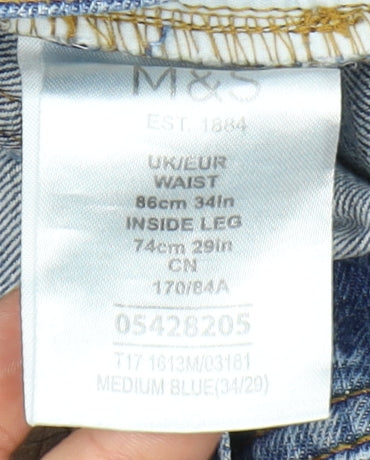 M&S
EST. 1884
UK/EUR
WAIST
86cm 34in
INSIDE LEG
74cm 29in
CN
170/84A
05428205
T17 1613M/03181
MEDIUM BLUE(34/29)